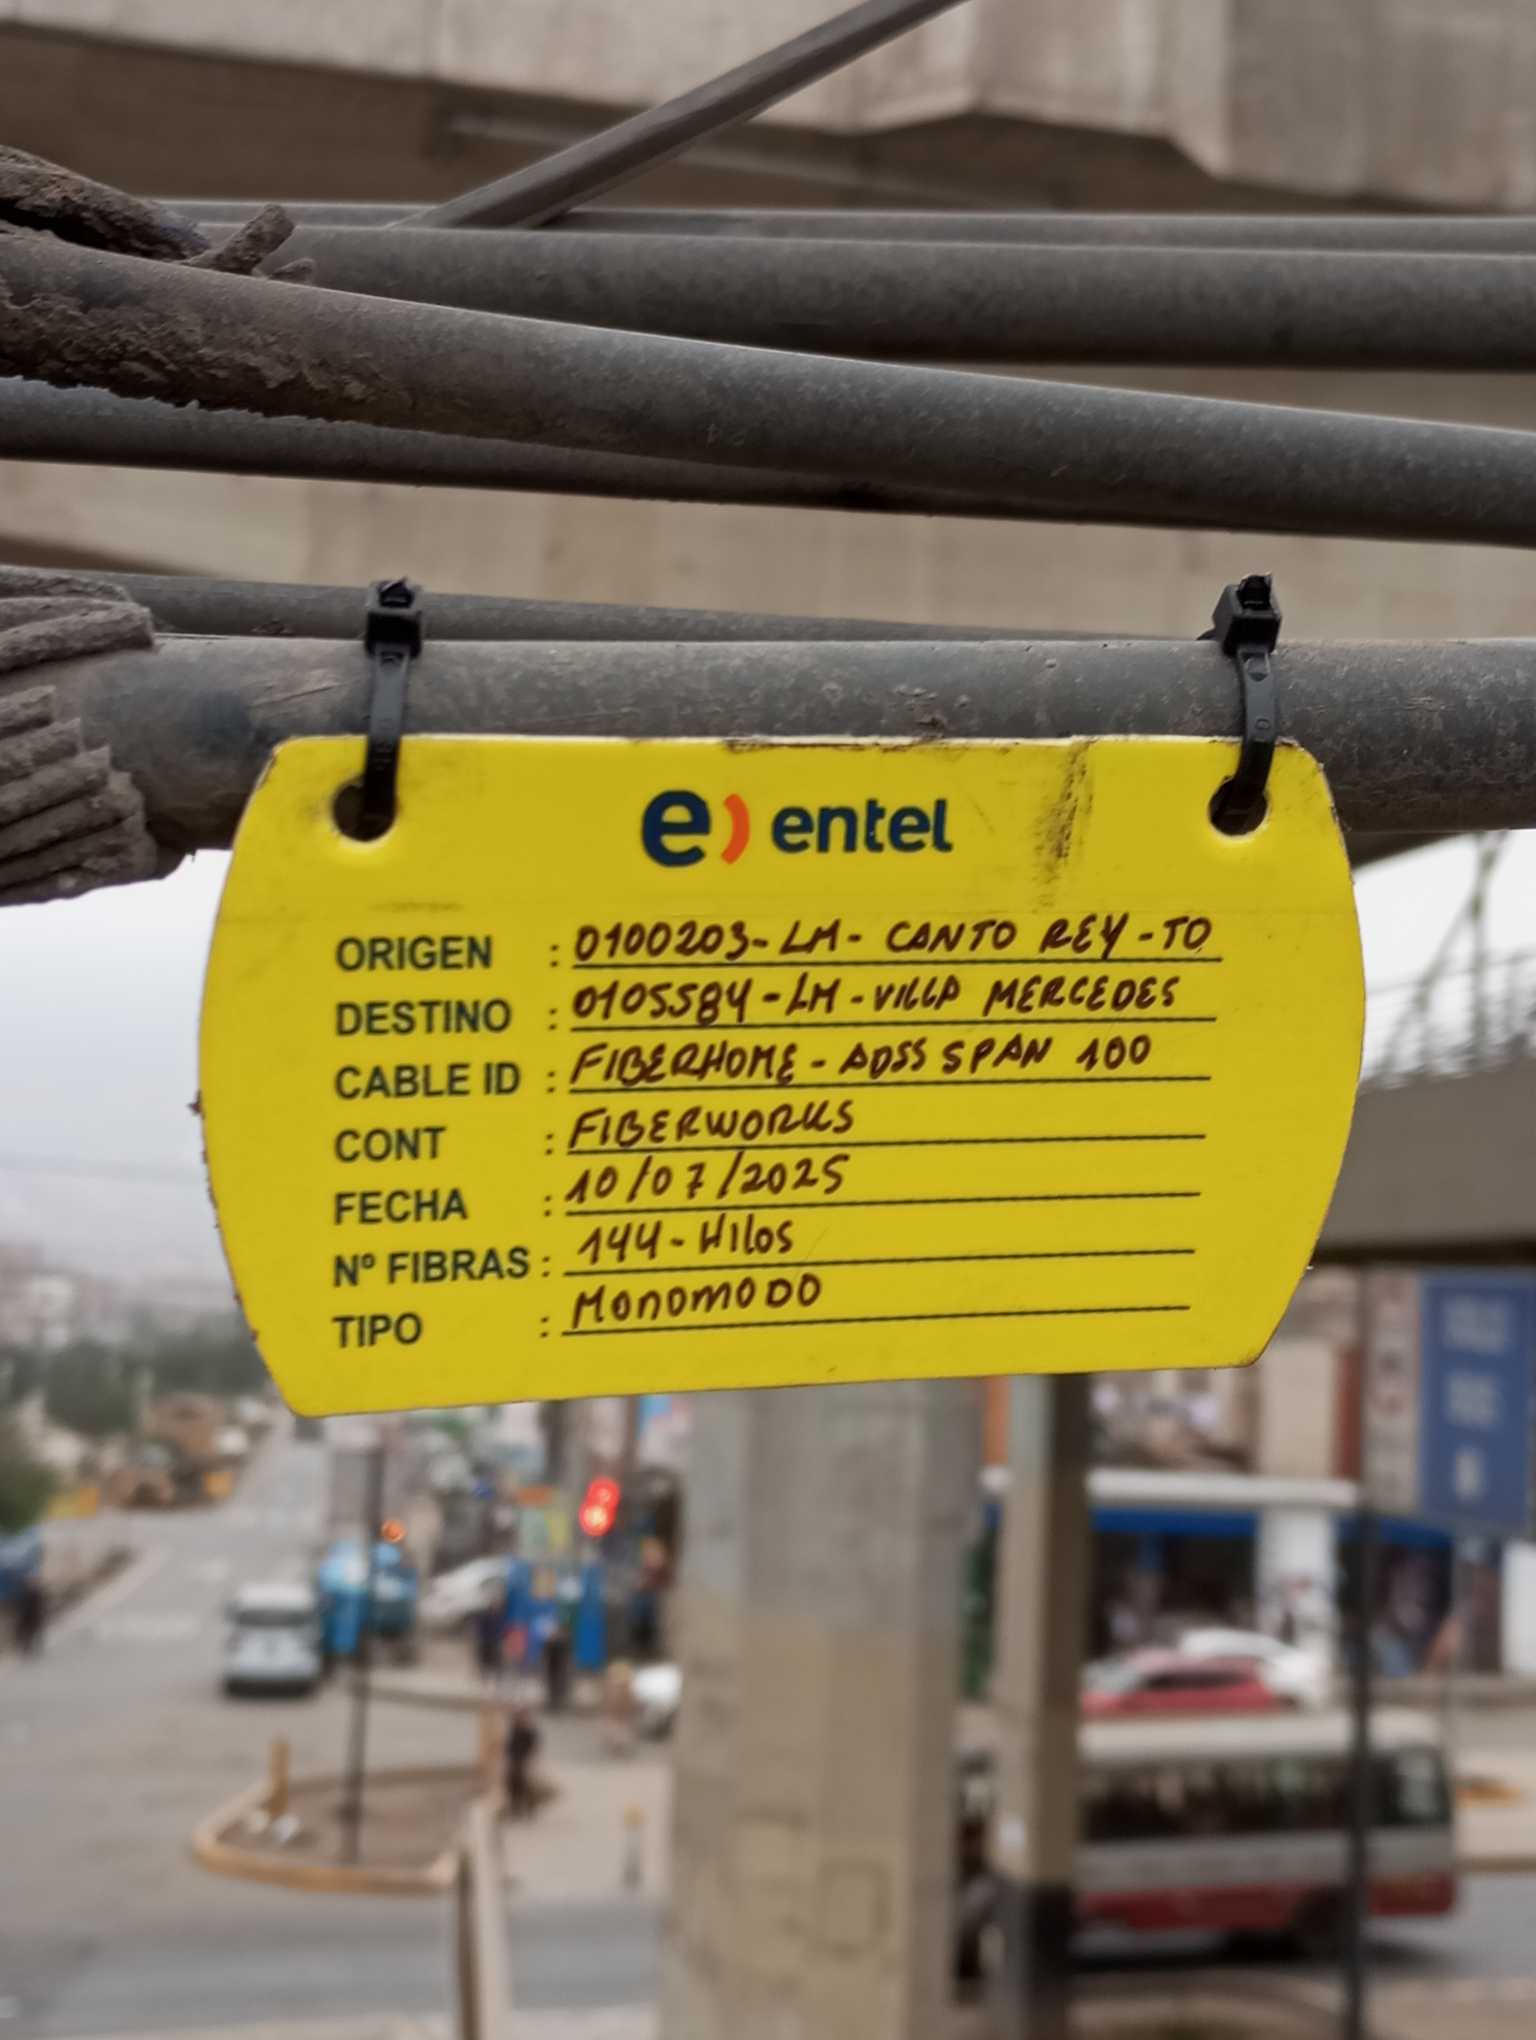 e) entel
ORIGEN : 0100203-LM- CANTO REY-TO
DESTINO : 0105584-LM-VILLA MERCEDES
CABLE ID : FIBERHOME-ADSS SPAN 100
CONT : FIBERWORKS
FECHA : 10/07/2025
Nº FIBRAS : 144-Hilos
TIPO : MONOMODO